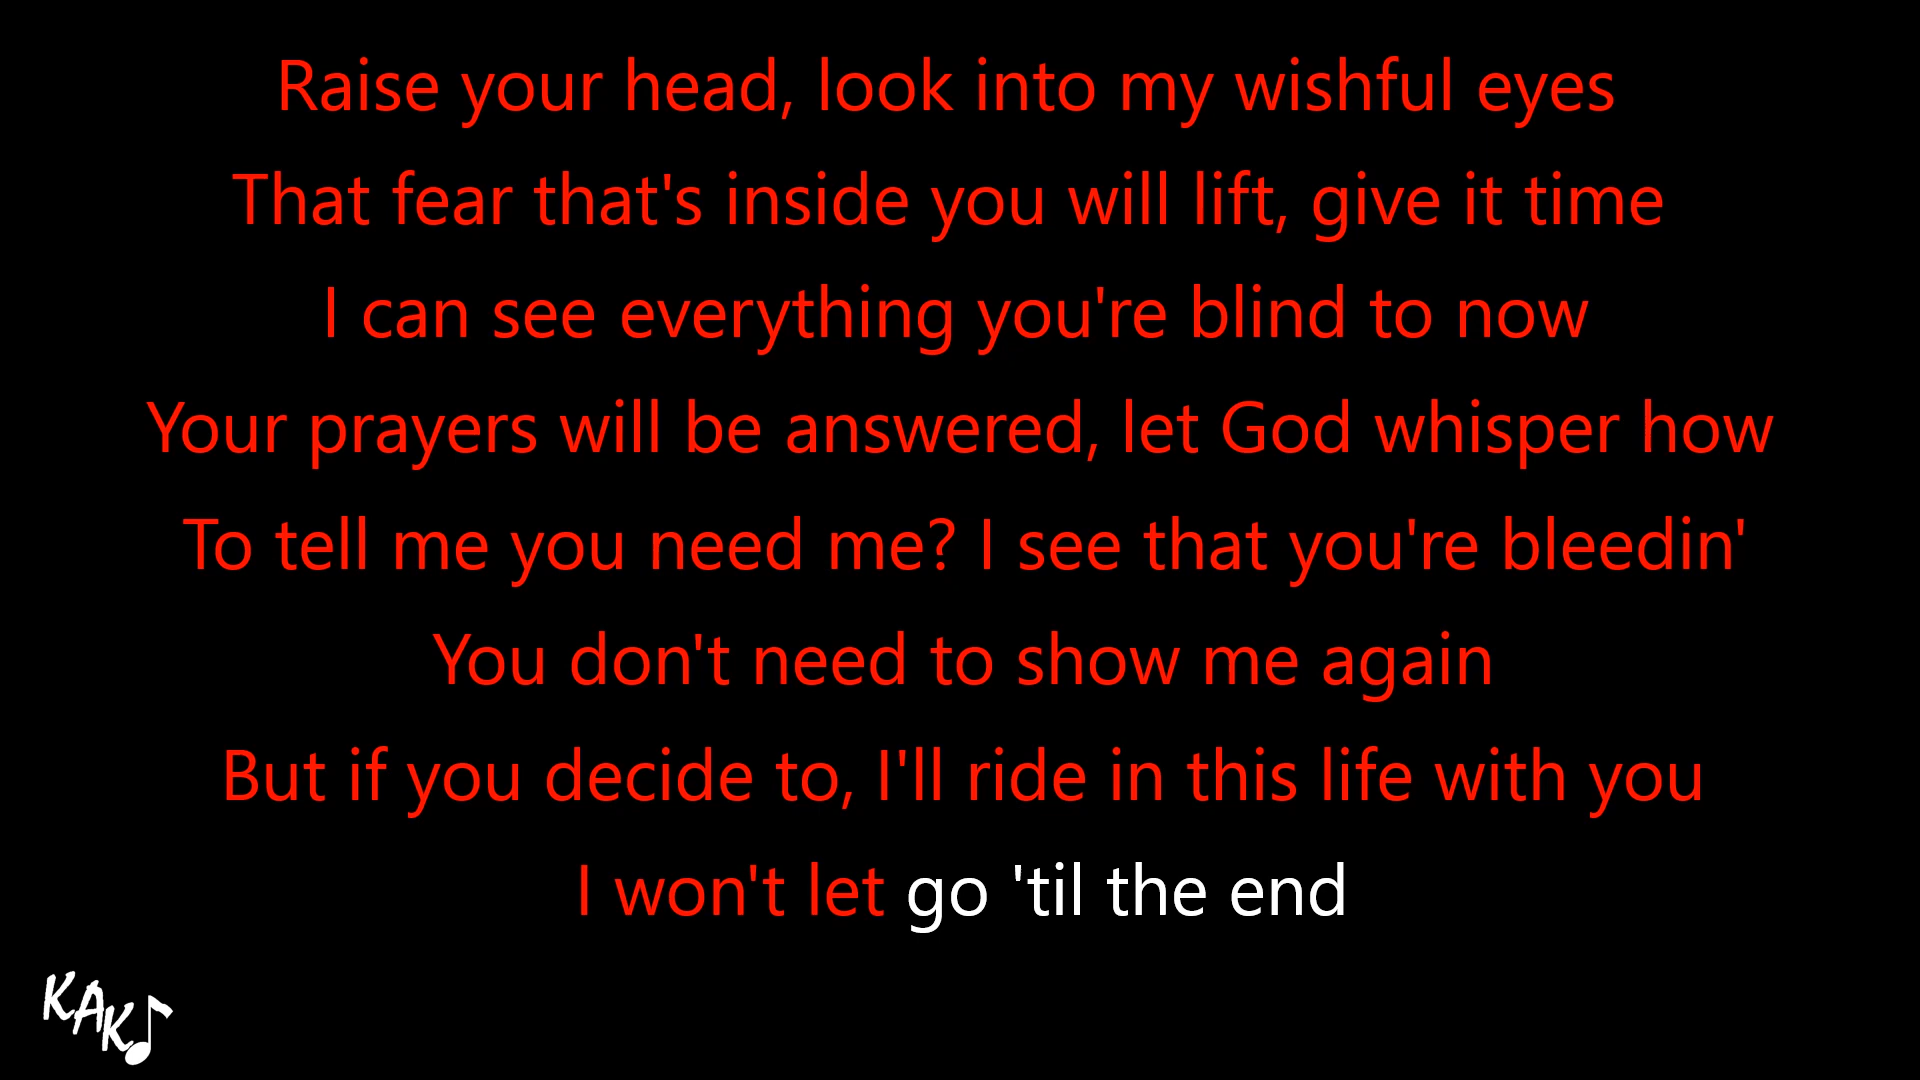 Raise your head, look into my wishful eyes
That fear that's inside you will lift, give it time
I can see everything you're blind to now
Your prayers will be answered, let God whisper how
To tell me you need me? I see that you're bleedin'
You don't need to show me again
But if you decide to, I'll ride in this life with you
I won't let go 'til the end
KAK